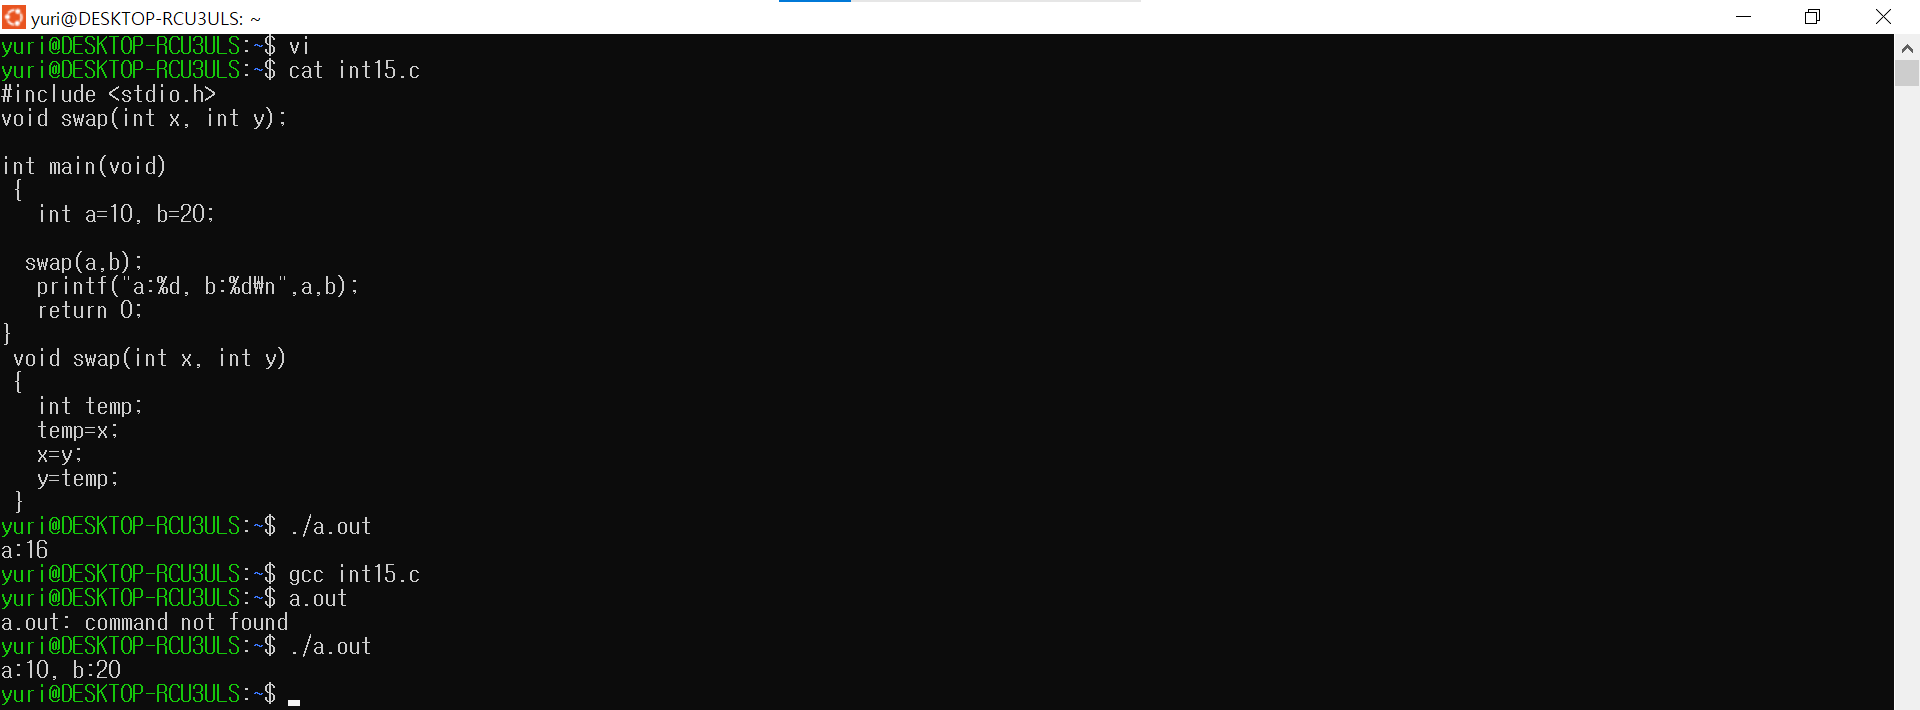 yuri@DESKTOP-RCU3ULS: ~
yuri@DESKTOP-RCU3ULS:~$ vi
yuri@DESKTOP-RCU3ULS:~$ cat int15.c
#include <stdio.h>
void swap(int x, int y);
int main(void)
{
int a=10, b=20;
swap(a,b);
printf("a:%d, b:%d₩n",a,b);
return 0;
}
void swap(int x, int y)
{
int temp;
temp=x;
x=y;
y=temp;
}
yuri@DESKTOP-RCU3ULS:~$ ./a.out
a:16
yuri@DESKTOP-RCU3ULS:~$ gcc int15.c
yuri@DESKTOP-RCU3ULS:~$ a.out
a.out: command not found
yuri@DESKTOP-RCU3ULS:~$ ./a.out
a:10, b:20
yuri@DESKTOP-RCU3ULS:~$